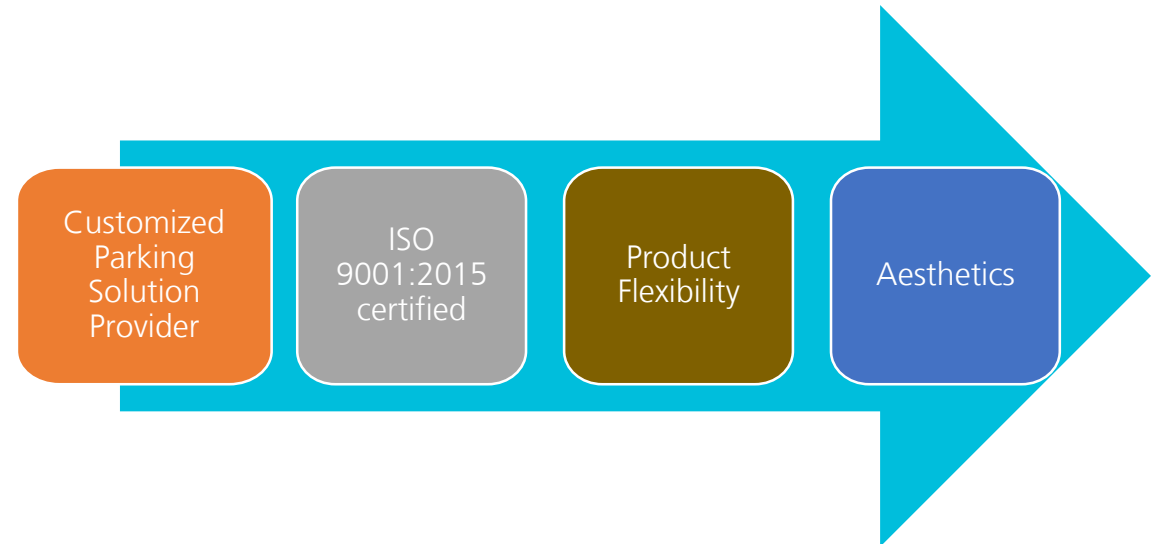 Customized
Parking
Solution
Provider
ISO
9001:2015
certified
Product
Flexibility
Aesthetics